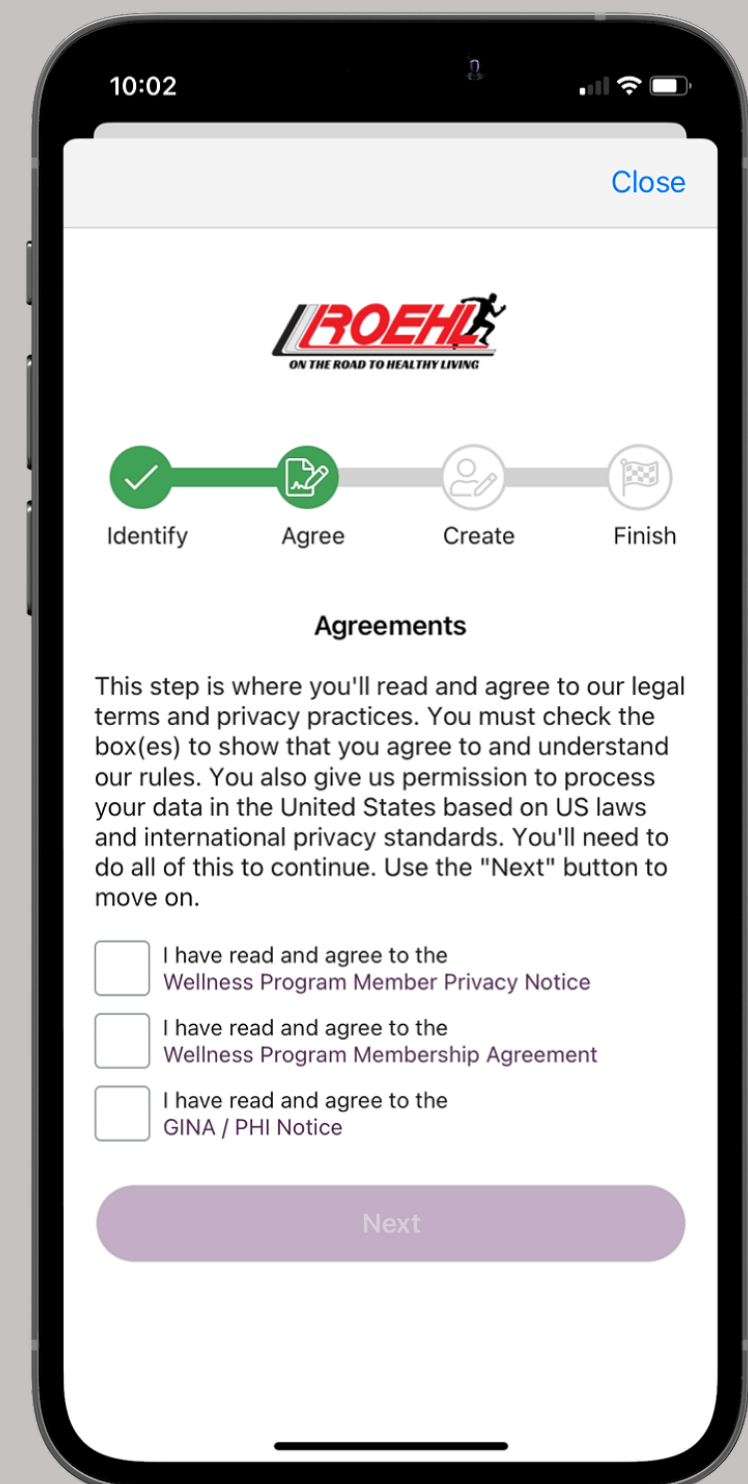 10:02
Close
ROEHL
ON THE ROAD TO HEALTHY LIVING
Identify
Agree
Create
Finish
Agreements
This step is where you'll read and agree to our legal
terms and privacy practices. You must check the
box(es) to show that you agree to and understand
our rules. You also give us permission to process
your data in the United States based on US laws
and international privacy standards. You'll need to
do all of this to continue. Use the "Next" button to
move on.
I have read and agree to the
Wellness Program Member Privacy Notice
I have read and agree to the
Wellness Program Membership Agreement
I have read and agree to the
GINA / PHI Notice
Next